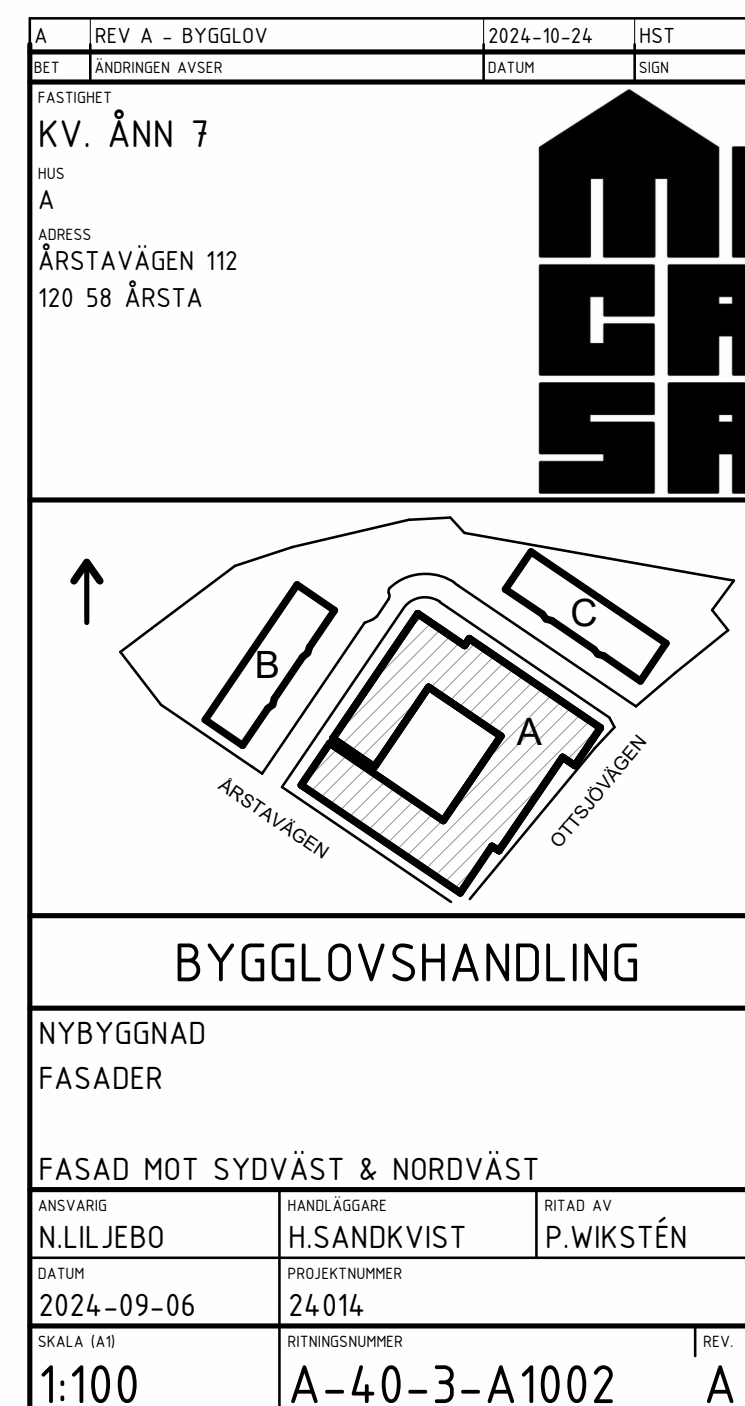 A REV A - BYGGLOV 2024-10-24 HST
BET ÄNDRINGEN AVSER DATUM SIGN
FASTIGHET
KV. ÅNN 7
HUS
A
ADRESS
ÅRSTAVÄGEN 112
120 58 ÅRSTA
C
B
A
ÅRSTAVÄGEN
OTTSJÖVÄGEN
BYGGLOVSHANDLING
NYBYGGNAD
FASADER
FASAD MOT SYDVÄST & NORDVÄST
ANSVARIG HANDLÄGGARE RITAD AV
N.LILJEBO H.SANDKVIST P.WIKSTÉN
DATUM PROJEKTNUMMER
2024-09-06 24014
SKALA (A1) RITNINGSNUMMER REV.
1:100 A-40-3-A1002 A